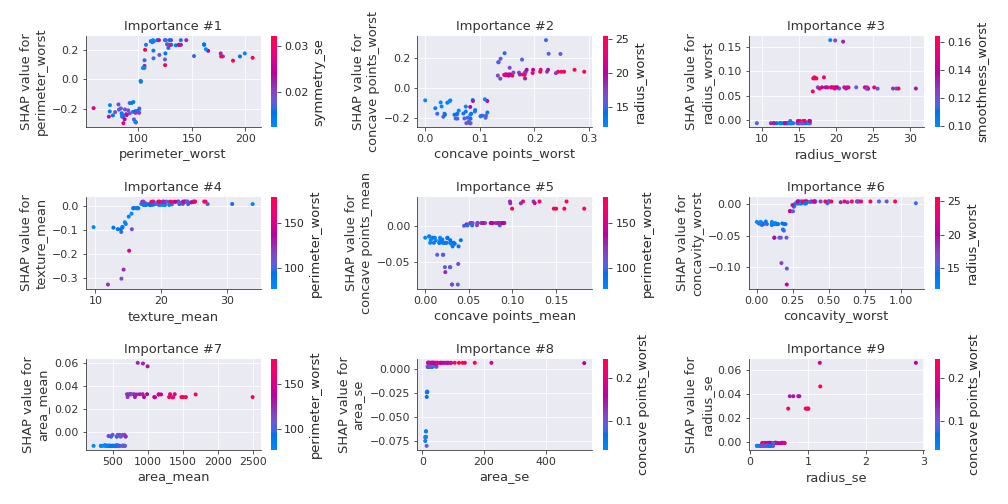 Importance #1
SHAP value for
perimeter_worst
0.2
0.0
−0.2
100
150
200
perimeter_worst
0.03
0.02
symmetry_se
Importance #2
SHAP value for
concave points_worst
0.2
0.0
−0.2
0.0
0.1
0.2
0.3
concave points_worst
25
20
15
radius_worst
Importance #3
SHAP value for
radius_worst
0.15
0.10
0.05
0.00
10
15
20
25
30
radius_worst
0.16
0.14
0.12
0.10
smoothness_worst
Importance #4
SHAP value for
texture_mean
0.0
−0.1
−0.2
−0.3
10
20
30
texture_mean
150
100
perimeter_worst
Importance #5
SHAP value for
concave points_mean
0.00
−0.05
0.00
0.05
0.10
0.15
concave points_mean
150
100
perimeter_worst
Importance #6
SHAP value for
concavity_worst
0.00
−0.05
−0.10
0.00
0.25
0.50
0.75
1.00
concavity_worst
25
20
15
radius_worst
Importance #7
SHAP value for
area_mean
0.06
0.04
0.02
0.00
500
1000
1500
2000
2500
area_mean
150
100
perimeter_worst
Importance #8
SHAP value for
area_se
0.000
−0.025
−0.050
−0.075
0
200
400
area_se
0.2
0.1
concave points_worst
Importance #9
SHAP value for
radius_se
0.06
0.04
0.02
0.00
0
1
2
3
radius_se
0.2
0.1
concave points_worst